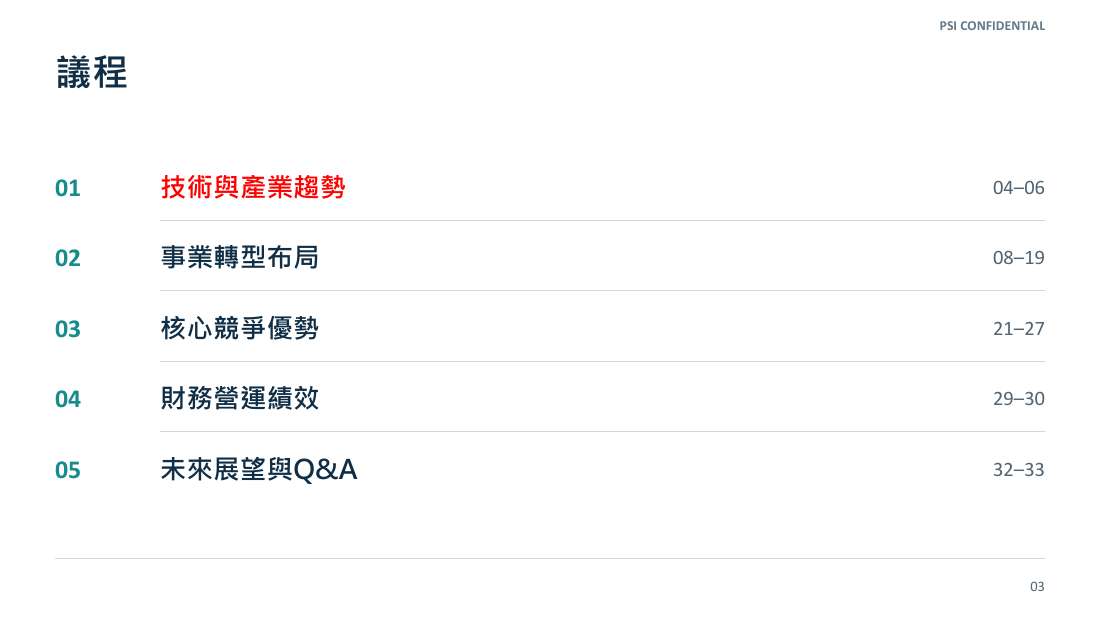 PSI CONFIDENTIAL
議程
01 技術與產業趨勢 04–06
02 事業轉型布局 08–19
03 核心競爭優勢 21–27
04 財務營運績效 29–30
05 未來展望與Q&A 32–33
03